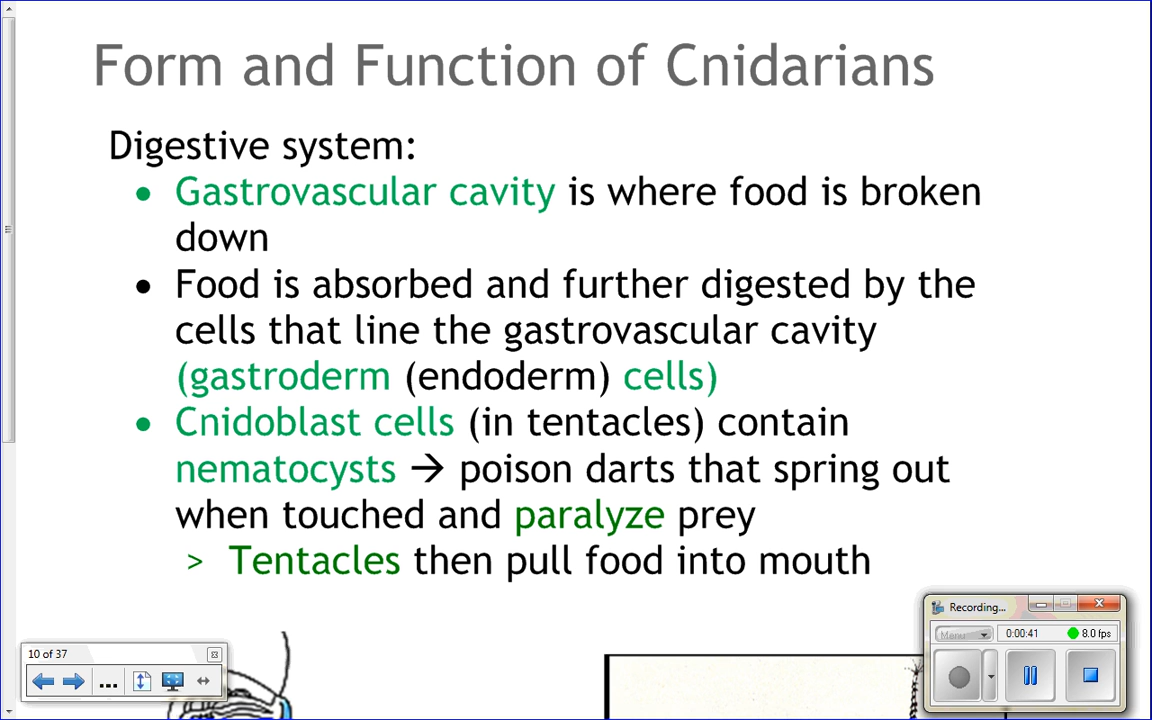 Form and Function of Cnidarians
Digestive system:
• Gastrovascular cavity is where food is broken
down
• Food is absorbed and further digested by the
cells that line the gastrovascular cavity
(gastroderm (endoderm) cells)
• Cnidoblast cells (in tentacles) contain
nematocysts → poison darts that spring out
when touched and paralyze prey
> Tentacles then pull food into mouth
Recording...
Menu 0:00:41 8.0 fps
10 of 37